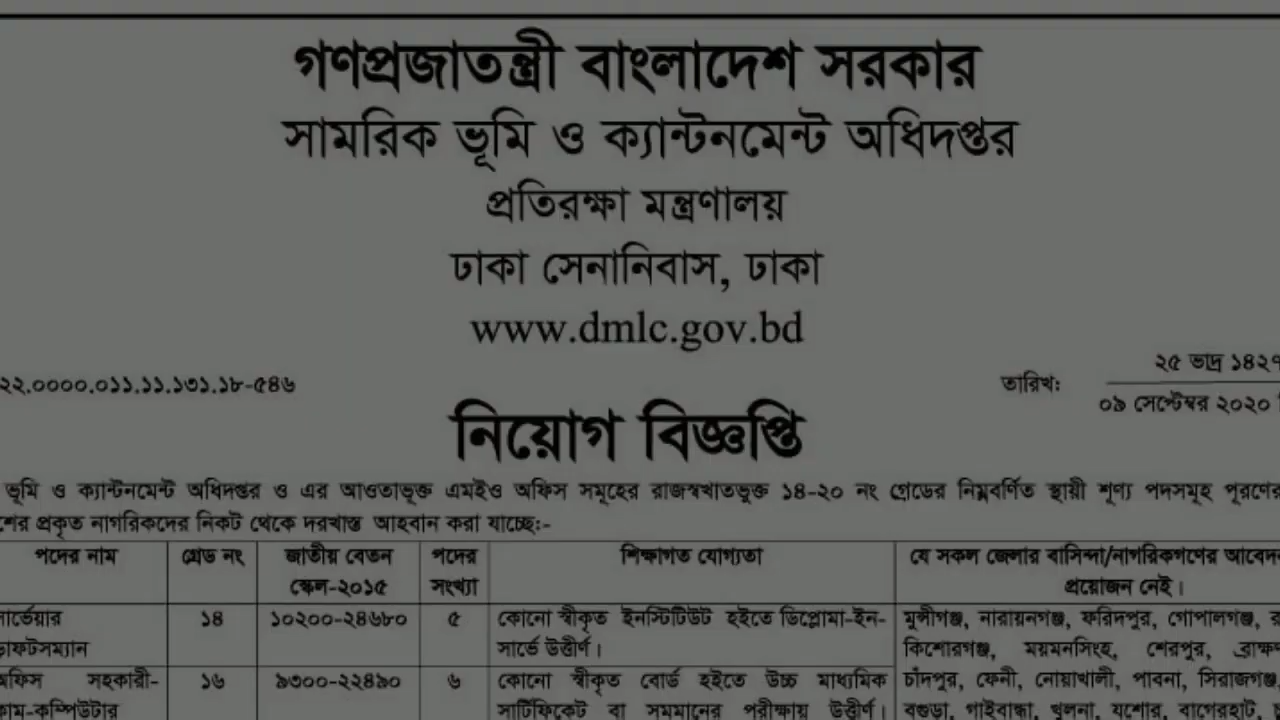 গণপ্রজাতন্ত্রী বাংলাদেশ সরকার
সামরিক ভূমি ও ক্যান্টনমেন্ট অধিদপ্তর
প্রতিরক্ষা মন্ত্রণালয়
ঢাকা সেনানিবাস, ঢাকা
www.dmlc.gov.bd
২২.০০০০.০১১.১১.১৩১.১৮-৫৪৬
তারিখঃ ২৫ ভাদ্র
০৯ সেপ্টেম্বর ২০২০
নিয়োগ বিজ্ঞপ্তি
ভূমি ও ক্যান্টনমেন্ট অধিদপ্তর ও এর আওতাভূক্ত এমইও অফিস সমূহের রাজস্বখাতভুক্ত ১৪-২০ নং গ্রেডের নিম্নবর্ণিত স্থায়ী শূণ্য পদসমূহ পূরণের
প্রকৃত নাগরিকদের নিকট থেকে দরখাস্ত আহবান করা যাচ্ছেঃ-
পদের নাম গ্রেড নং জাতীয় বেতন স্কেল-২০১৫ পদের সংখ্যা শিক্ষাগত যোগ্যতা যে সকল জেলার বাসিন্দা/নাগরিকগণের প্রয়োজন নেই।
১৪ ১০২০০-২৪৬৮০ ৫ কোনো স্বীকৃত ইনস্টিটিউট হইতে ডিপ্লোমা-ইন-
সার্ভে উত্তীর্ণ।
মুন্সীগঞ্জ, নারায়নগঞ্জ, ফরিদপুর, গোপালগঞ্জ,
কিশোরগঞ্জ, ময়মনসিংহ, শেরপুর,
সহকারী- ১৬ ৯৩০০-২২৪৯০ ৬ কোনো স্বীকৃত বোর্ড হইতে উচ্চ মাধ্যমিক
সার্টিফিকেট বা সমমানের পরীক্ষায় উত্তীর্ণ।
চাঁদপুর, ফেনী, নোয়াখালী, পাবনা, সিরাজগঞ্জ,
বগুড়া, গাইবান্ধা, খুলনা, যশোর, বাগেরহাট,